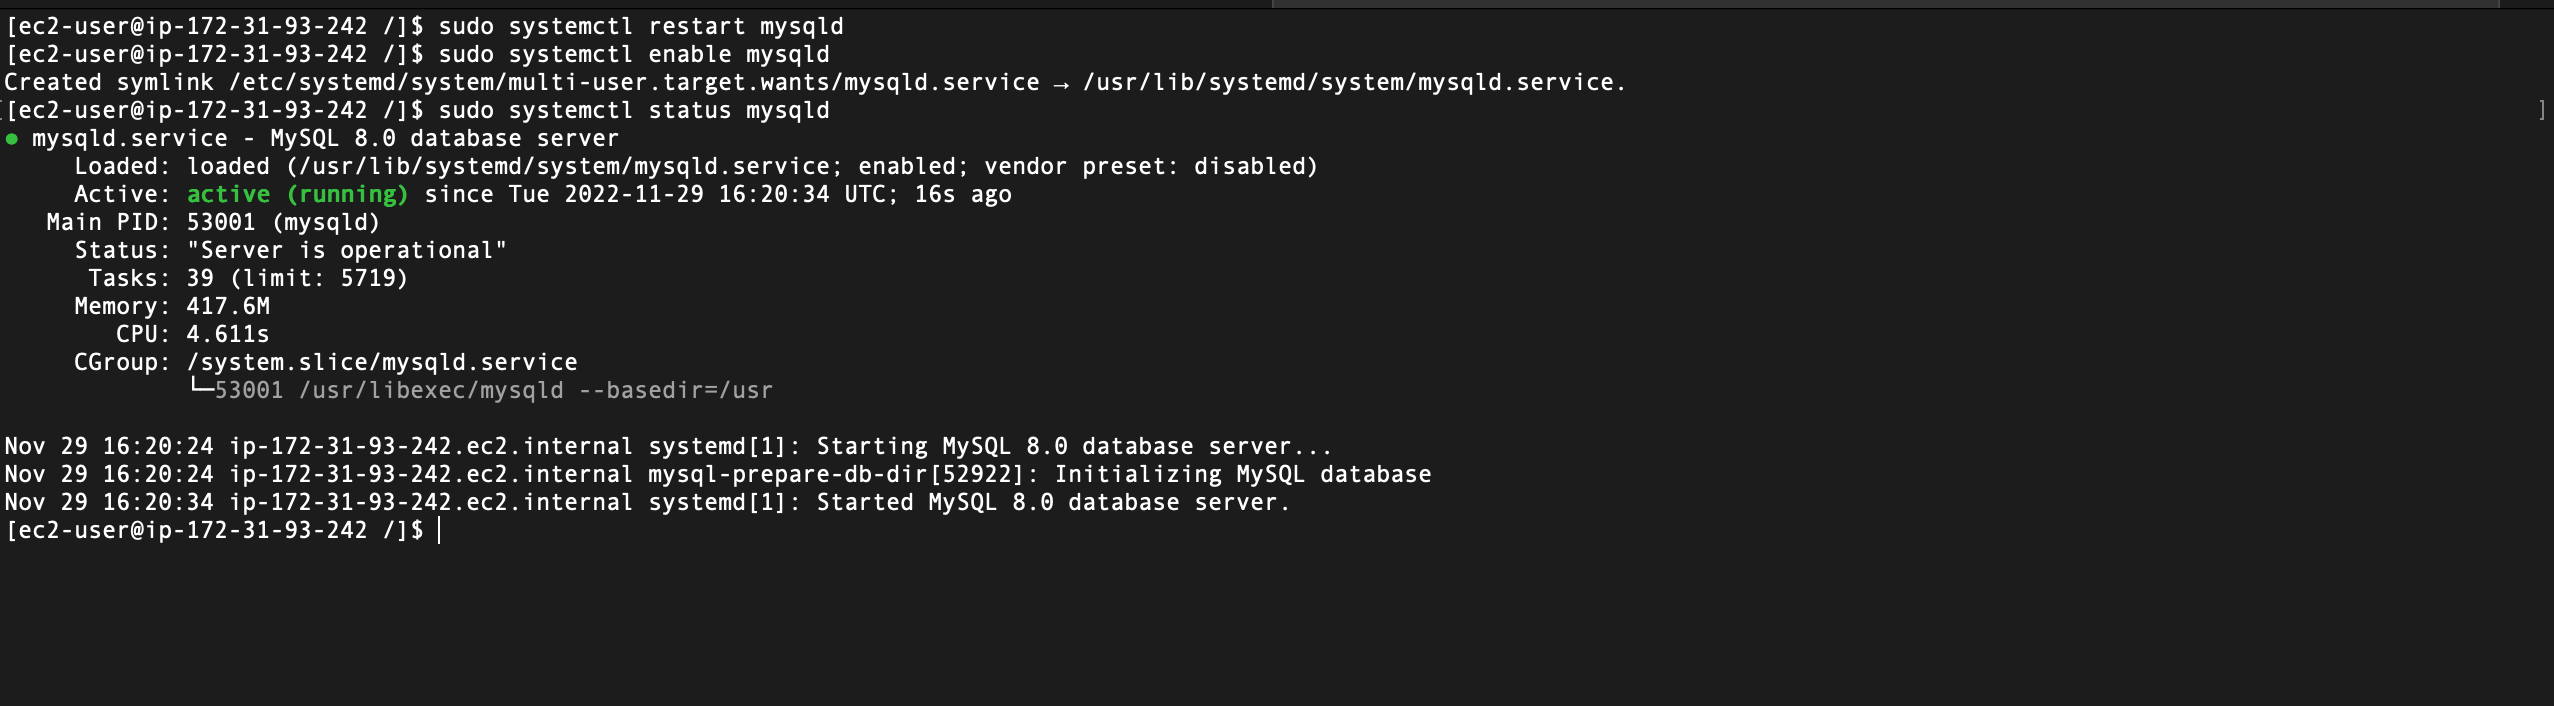 [ec2-user@ip-172-31-93-242 /]$ sudo systemctl restart mysqld
[ec2-user@ip-172-31-93-242 /]$ sudo systemctl enable mysqld
Created symlink /etc/systemd/system/multi-user.target.wants/mysqld.service → /usr/lib/systemd/system/mysqld.service.
[ec2-user@ip-172-31-93-242 /]$ sudo systemctl status mysqld
● mysqld.service - MySQL 8.0 database server
     Loaded: loaded (/usr/lib/systemd/system/mysqld.service; enabled; vendor preset: disabled)
     Active: active (running) since Tue 2022-11-29 16:20:34 UTC; 16s ago
   Main PID: 53001 (mysqld)
     Status: "Server is operational"
      Tasks: 39 (limit: 5719)
     Memory: 417.6M
        CPU: 4.611s
     CGroup: /system.slice/mysqld.service
             └─53001 /usr/libexec/mysqld --basedir=/usr

Nov 29 16:20:24 ip-172-31-93-242.ec2.internal systemd[1]: Starting MySQL 8.0 database server...
Nov 29 16:20:24 ip-172-31-93-242.ec2.internal mysql-prepare-db-dir[52922]: Initializing MySQL database
Nov 29 16:20:34 ip-172-31-93-242.ec2.internal systemd[1]: Started MySQL 8.0 database server.
[ec2-user@ip-172-31-93-242 /]$